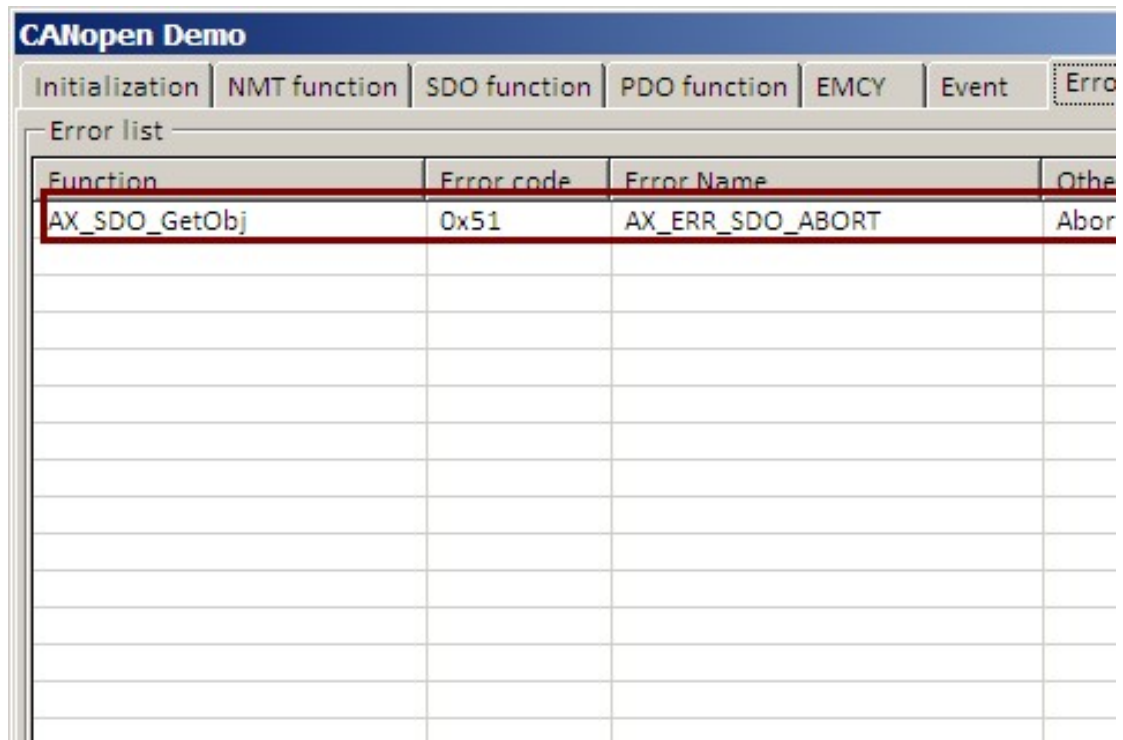 CANopen Demo
Initialization NMT function SDO function PDO function EMCY Event Erro
Error list
Function Error code Error Name Othe
AX_SDO_GetObj 0x51 AX_ERR_SDO_ABORT Abor